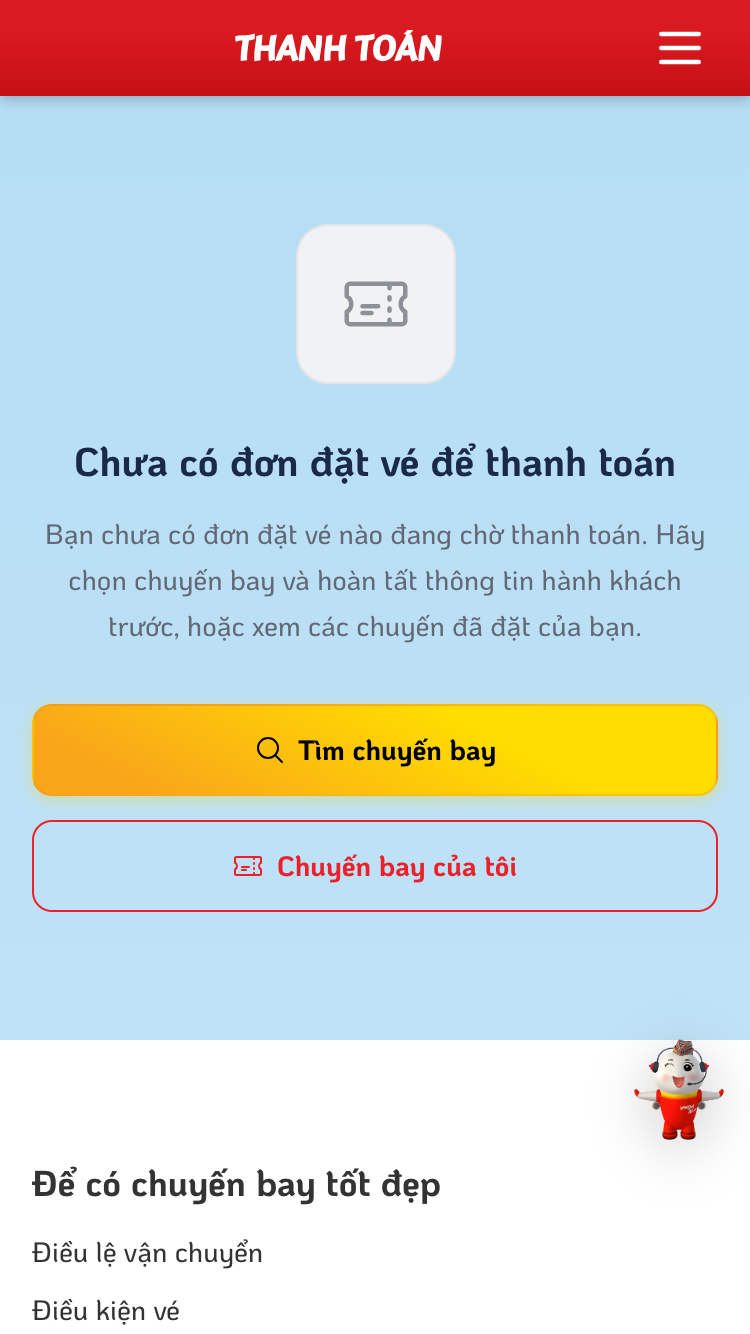 THANH TOÁN
Chưa có đơn đặt vé để thanh toán
Bạn chưa có đơn đặt vé nào đang chờ thanh toán. Hãy
chọn chuyến bay và hoàn tất thông tin hành khách
trước, hoặc xem các chuyến đã đặt của bạn.
Tìm chuyến bay
Chuyến bay của tôi
Để có chuyến bay tốt đẹp
Điều lệ vận chuyển
Điều kiện vé